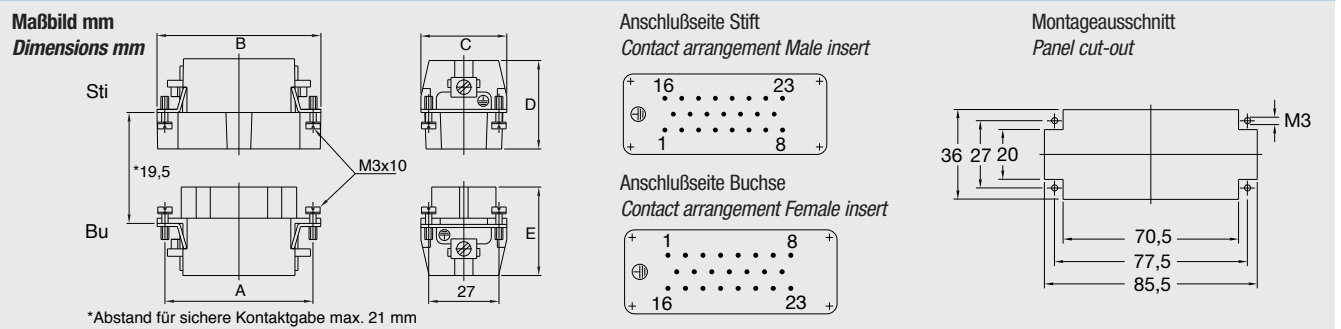 Maßbild mm
Dimensions mm
B
C
Sti
D
*19,5
M3x10
Bu
E
A
27
*Abstand für sichere Kontaktgabe max. 21 mm
Anschlußseite Stift
Contact arrangement Male insert
16 23
1 8
Anschlußseite Buchse
Contact arrangement Female insert
1 8
16 23
Montageausschnitt
Panel cut-out
M3
36 27 20
70,5
77,5
85,5